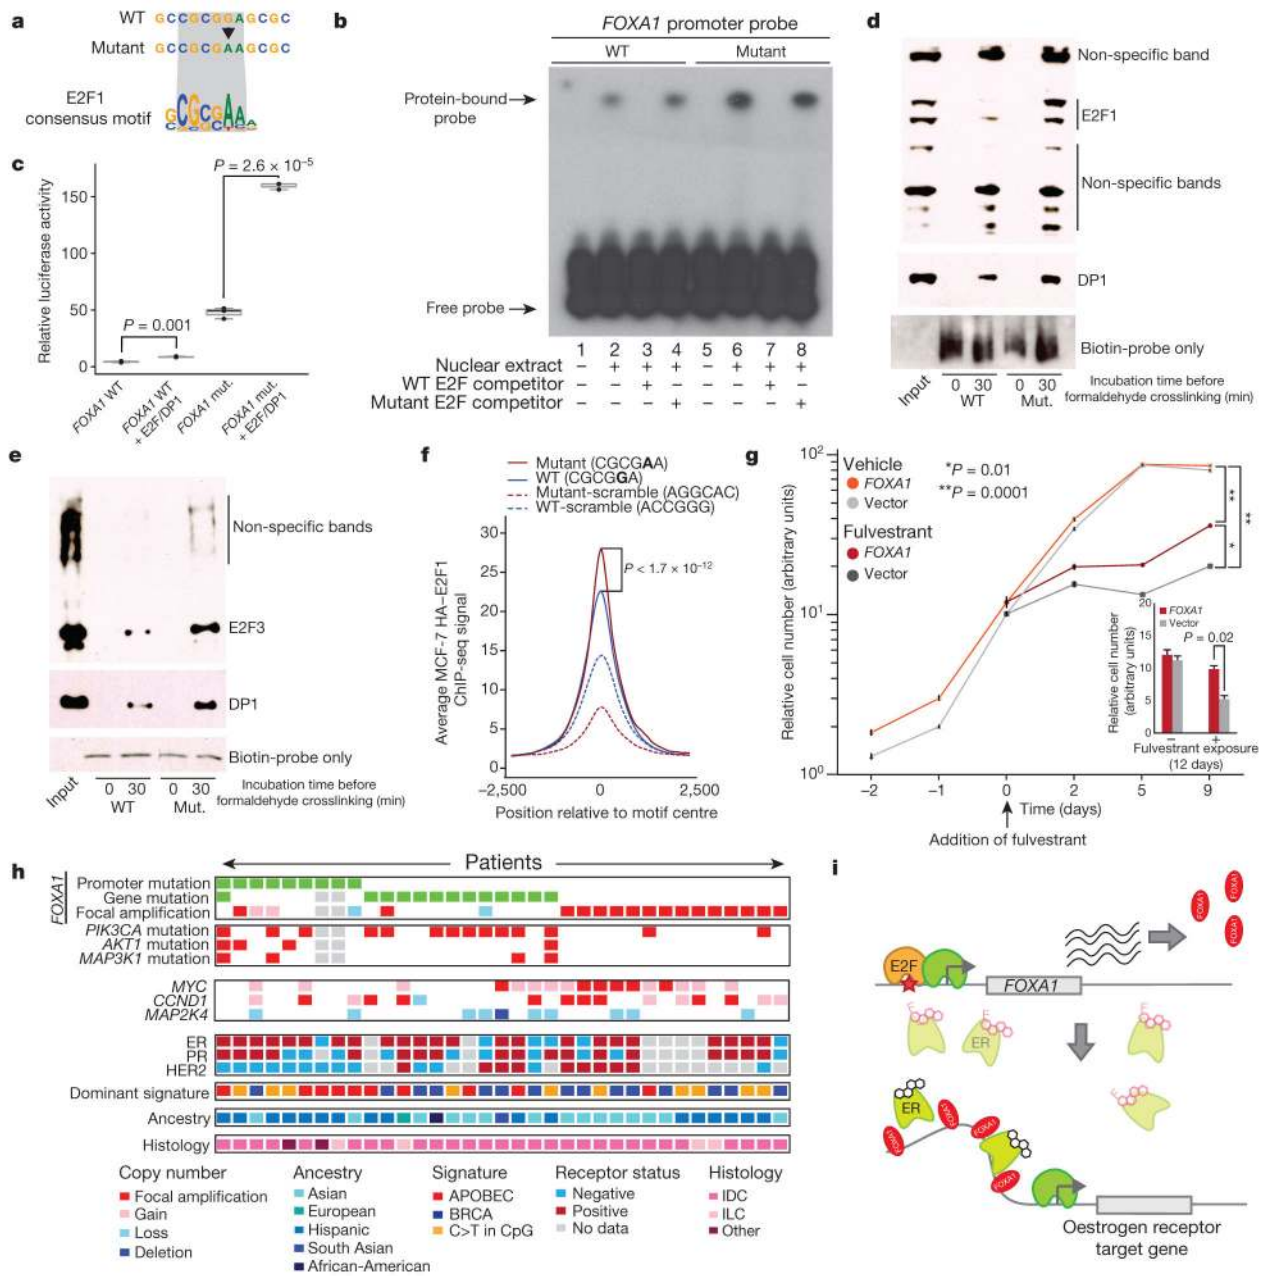 a
WT GCCGCGGAGCGC
Mutant GCCGCGAAGCGC
E2F1
consensus motif
b
FOXA1 promoter probe
WT Mutant
Protein-bound
probe
Free probe
1 2 3 4 5 6 7 8
Nuclear extract – + + + – + + +
WT E2F competitor – – + – – – + –
Mutant E2F competitor – – – + – – – +
c
Relative luciferase activity
150
100
50
0
P = 2.6 × 10⁻⁵
P = 0.001
FOXA1 WT
FOXA1 WT
+ E2F/DP1
FOXA1 mut.
FOXA1 mut.
+ E2F/DP1
d
Non-specific band
E2F1
Non-specific bands
DP1
Biotin-probe only
Input
0 30 0 30
WT Mut.
Incubation time before
formaldehyde crosslinking (min)
e
Non-specific bands
E2F3
DP1
Biotin-probe only
Input
0 30 0 30
WT Mut.
Incubation time before
formaldehyde crosslinking (min)
f
Mutant (CGCGAA)
WT (CGCGGA)
Mutant-scramble (AGGCAC)
WT-scramble (ACCGGG)
Average MCF-7 HA–E2F1
ChIP-seq signal
30
25
20
15
10
5
0
P < 1.7 × 10⁻¹²
–2,500 0 2,500
Position relative to motif centre
g
Relative cell number (arbitrary units)
10²
10¹
10⁰
Vehicle
FOXA1
Vector
Fulvestrant
FOXA1
Vector
*P = 0.01
**P = 0.0001
**
**
*
–2 –1 0 2 5 9
Time (days)
Addition of fulvestrant
Relative cell number
(arbitrary units)
20
15
10
5
0
FOXA1
Vector
P = 0.02
– +
Fulvestrant exposure
(12 days)
h
Patients
FOXA1
Promoter mutation
Gene mutation
Focal amplification
PIK3CA mutation
AKT1 mutation
MAP3K1 mutation
MYC
CCND1
MAP2K4
ER
PR
HER2
Dominant signature
Ancestry
Histology
Copy number
Focal amplification
Gain
Loss
Deletion
Ancestry
Asian
European
Hispanic
South Asian
African-American
Signature
APOBEC
BRCA
C>T in CpG
Receptor status
Negative
Positive
No data
Histology
IDC
ILC
Other
i
FOXA1
FOXA1
FOXA1
E2F
FOXA1
E
E
E
ER
ER
FOXA1
FOXA1
FOXA1
FOXA1
Oestrogen receptor
target gene